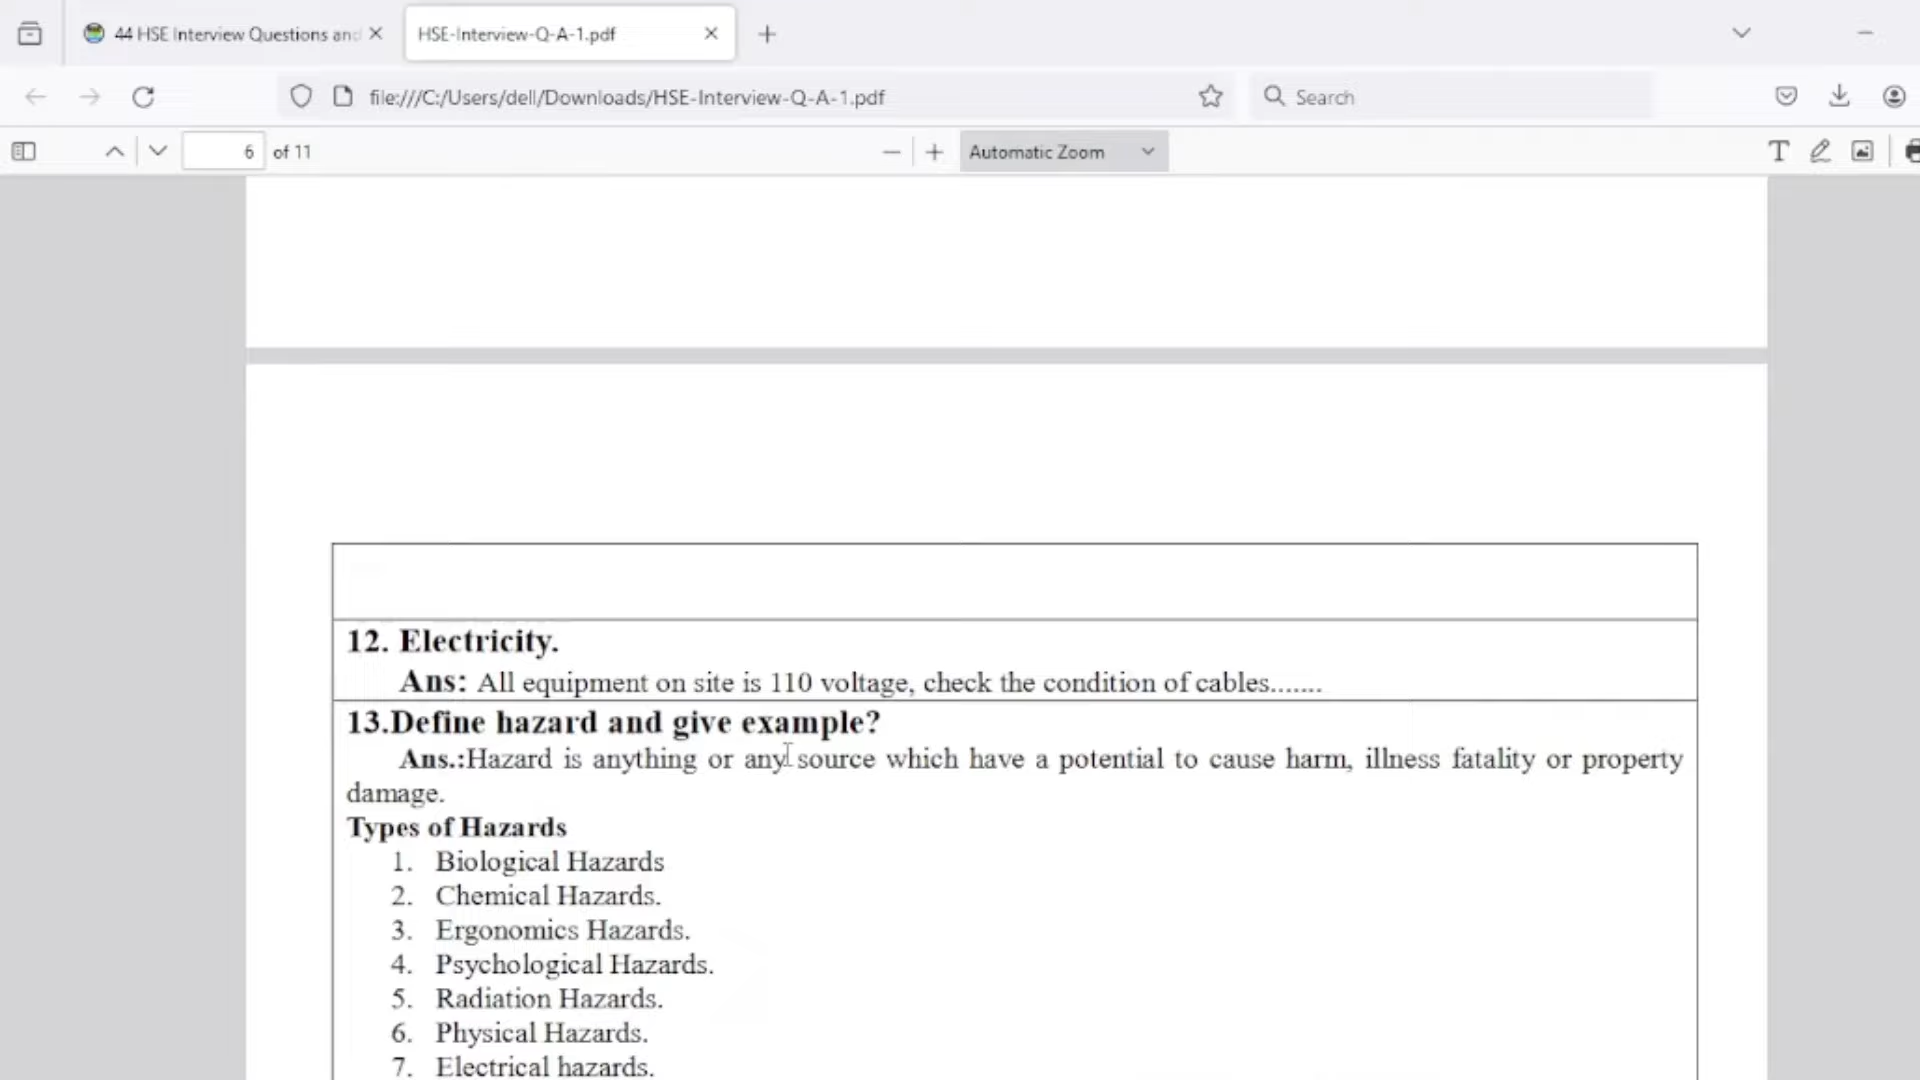 44 HSE Interview Questions and
HSE-Interview-Q-A-1.pdf
file:///C:/Users/dell/Downloads/HSE-Interview-Q-A-1.pdf
Search
6 of 11
Automatic Zoom
12. Electricity.
Ans: All equipment on site is 110 voltage, check the condition of cables.......
13.Define hazard and give example?
Ans.:Hazard is anything or any source which have a potential to cause harm, illness fatality or property
damage.
Types of Hazards
1. Biological Hazards
2. Chemical Hazards.
3. Ergonomics Hazards.
4. Psychological Hazards.
5. Radiation Hazards.
6. Physical Hazards.
7. Electrical hazards.